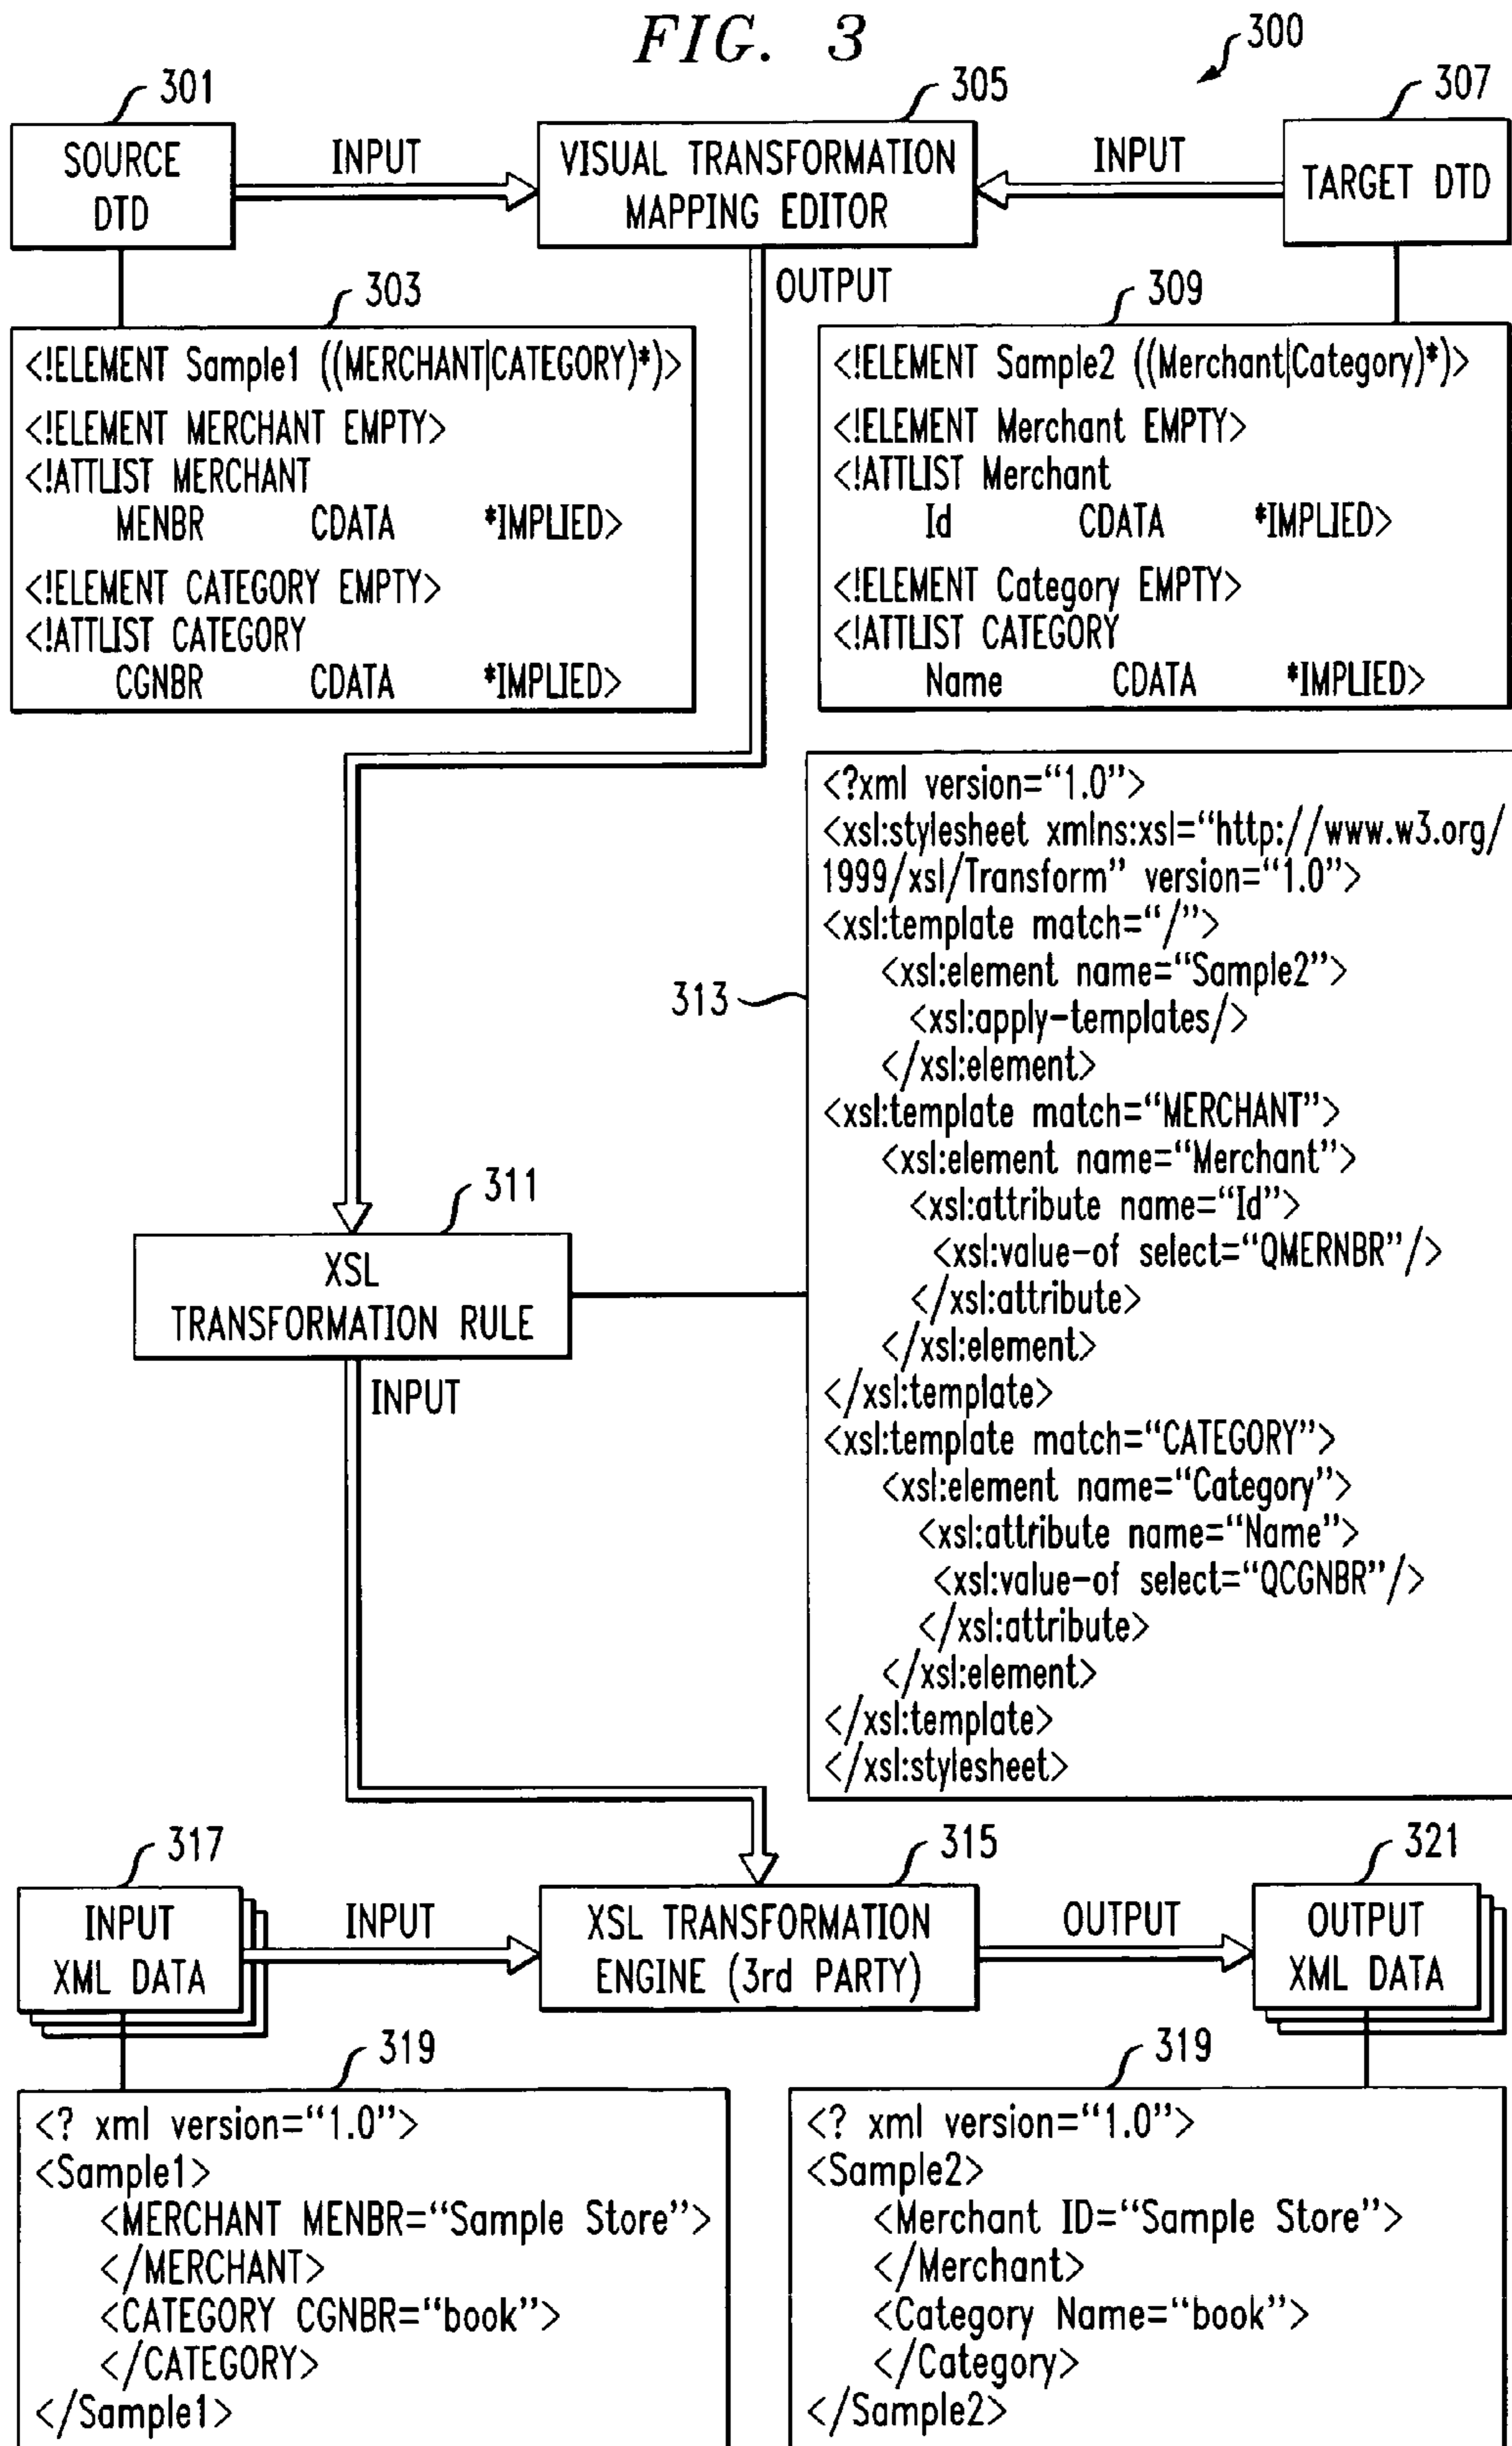 FIG. 3
300
301
305
307
SOURCE
DTD
INPUT
VISUAL TRANSFORMATION
MAPPING EDITOR
INPUT
TARGET DTD
OUTPUT
303
<!ELEMENT Sample1 ((MERCHANT|CATEGORY)*)>
<!ELEMENT MERCHANT EMPTY>
<!ATTLIST MERCHANT
MENBR CDATA *IMPLIED>
<!ELEMENT CATEGORY EMPTY>
<!ATTLIST CATEGORY
CGNBR CDATA *IMPLIED>
309
<!ELEMENT Sample2 ((Merchant|Category)*)>
<!ELEMENT Merchant EMPTY>
<!ATTLIST Merchant
Id CDATA *IMPLIED>
<!ELEMENT Category EMPTY>
<!ATTLIST CATEGORY
Name CDATA *IMPLIED>
311
XSL
TRANSFORMATION RULE
INPUT
313
<?xml version=“1.0”>
<xsl:stylesheet xmlns:xsl=“http://www.w3.org/
1999/xsl/Transform” version=“1.0”>
<xsl:template match=“/”>
<xsl:element name=“Sample2”>
<xsl:apply-templates/>
</xsl:element>
<xsl:template match=“MERCHANT”>
<xsl:element name=“Merchant”>
<xsl:attribute name=“Id”>
<xsl:value-of select=“QMERNBR”/>
</xsl:attribute>
</xsl:element>
</xsl:template>
<xsl:template match=“CATEGORY”>
<xsl:element name=“Category”>
<xsl:attribute name=“Name”>
<xsl:value-of select=“QCGNBR”/>
</xsl:attribute>
</xsl:element>
</xsl:template>
</xsl:stylesheet>
317
315
321
INPUT
XML DATA
INPUT
XSL TRANSFORMATION
ENGINE (3rd PARTY)
OUTPUT
OUTPUT
XML DATA
319
<? xml version=“1.0”>
<Sample1>
<MERCHANT MENBR=“Sample Store”>
</MERCHANT>
<CATEGORY CGNBR=“book”>
</CATEGORY>
</Sample1>
319
<? xml version=“1.0”>
<Sample2>
<Merchant ID=“Sample Store”>
</Merchant>
<Category Name=“book”>
</Category>
</Sample2>